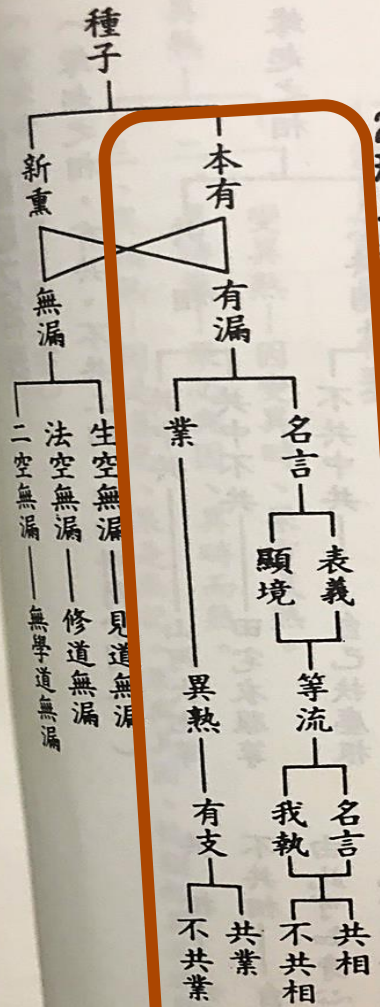 種子
本有
新熏
有漏
無漏
名言
業
生空無漏
法空無漏
二空無漏
表義
顯境
見道無漏
修道無漏
無學道無漏
等流
異熟
名言
我執
有支
共相
不共相
共業
不共業